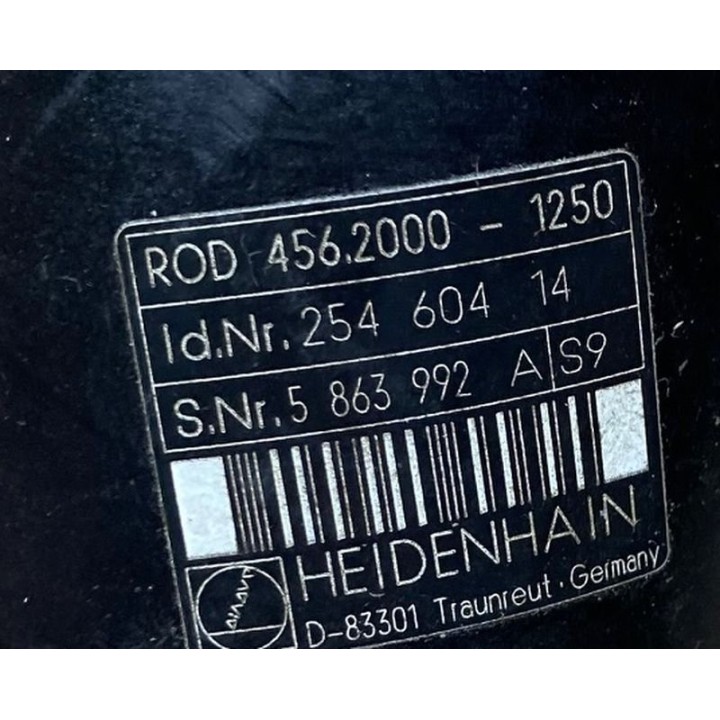 ROD 456.2000 - 1250
Id.Nr. 254 604 14
S.Nr. 5 863 992 A S9
HEIDENHAIN
D-83301 Traunreut · Germany